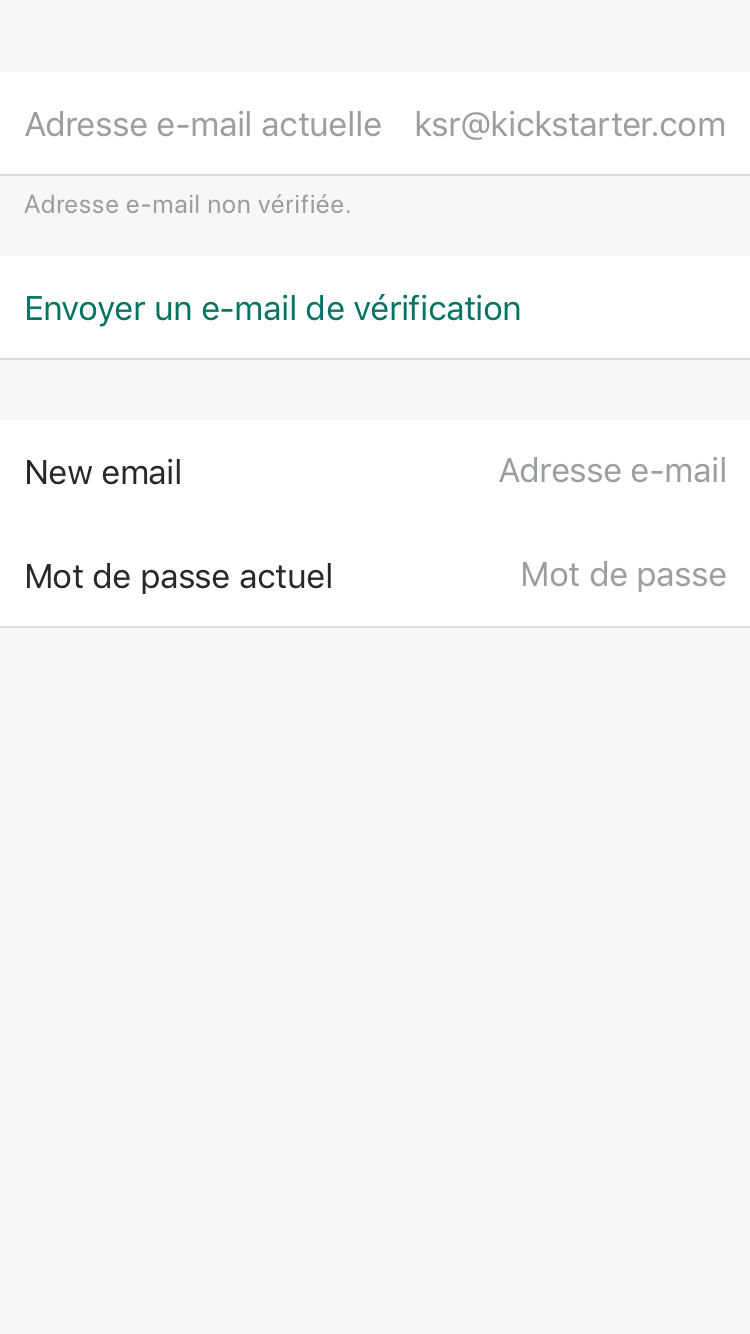 Adresse e-mail actuelle ksr@kickstarter.com
Adresse e-mail non vérifiée.
Envoyer un e-mail de vérification
New email Adresse e-mail
Mot de passe actuel Mot de passe